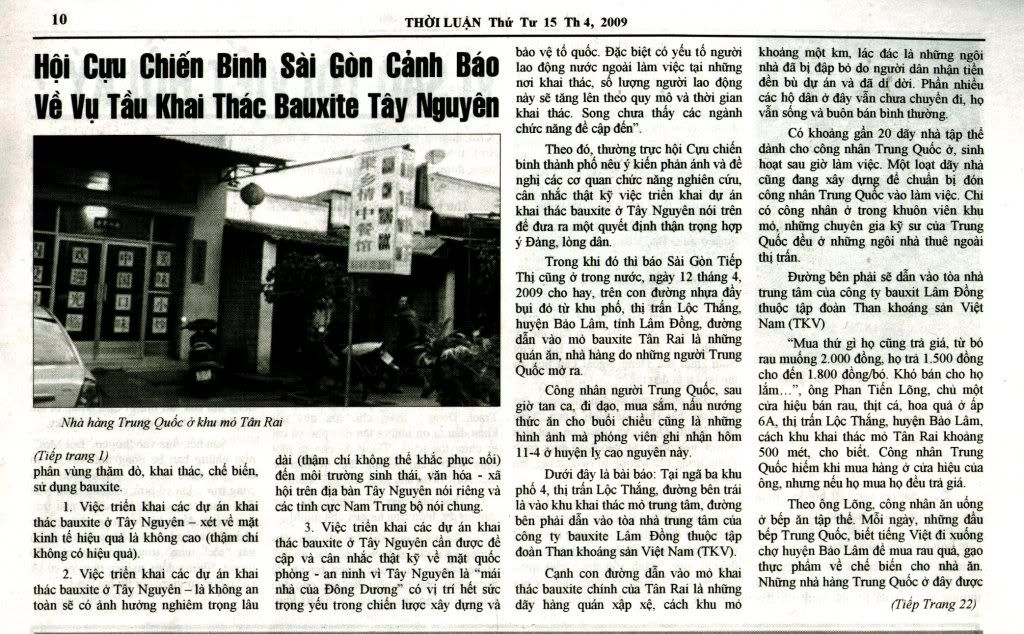 10
THỜI LUẬN Thứ Tư 15 Th 4, 2009
Hội Cựu Chiến Binh Sài Gòn Cảnh Báo
Về Vụ Tầu Khai Thác Bauxite Tây Nguyên
聚乡情中餐馆
Nhà hàng Trung Quốc ở khu mỏ Tân Rai
(Tiếp trang 1)
phân vùng thăm dò, khai thác, chế biến,
sử dụng bauxite.
1. Việc triển khai các dự án khai
thác bauxite ở Tây Nguyên – xét về mặt
kinh tế hiệu quả là không cao (thậm chí
không có hiệu quả).
2. Việc triển khai các dự án khai
thác bauxite ở Tây Nguyên – là không an
toàn sẽ có ảnh hưởng nghiêm trọng lâu
dài (thậm chí không thể khắc phục nổi)
đến môi trường sinh thái, văn hóa - xã
hội trên địa bàn Tây Nguyên nói riêng và
các tỉnh cực Nam Trung bộ nói chung.
3. Việc triển khai các dự án khai
thác bauxite ở Tây Nguyên cần được đề
cập và cân nhắc thật kỹ về mặt quốc
phòng - an ninh vì Tây Nguyên là “mái
nhà của Đông Dương” có vị trí hết sức
trọng yếu trong chiến lược xây dựng và
bảo vệ tổ quốc. Đặc biệt có yếu tố người
lao động nước ngoài làm việc tại những
nơi khai thác, số lượng người lao động
này sẽ tăng lên theo quy mô và thời gian
khai thác. Song chưa thấy các ngành
chức năng đề cập đến”.
Theo đó, thường trực hội Cựu chiến
binh thành phố nêu ý kiến phản ánh và đề
nghị các cơ quan chức năng nghiên cứu,
cân nhắc thật kỹ việc triển khai dự án
khai thác bauxite ở Tây Nguyên nói trên
để đưa ra một quyết định thận trọng hợp
ý Đảng, lòng dân.
Trong khi đó thì báo Sài Gòn Tiếp
Thị cũng ở trong nước, ngày 12 tháng 4,
2009 cho hay, trên con đường nhựa đầy
bụi đỏ từ khu phố, thị trấn Lộc Thắng,
huyện Bảo Lâm, tỉnh Lâm Đồng, đường
dẫn vào mỏ bauxite Tân Rai là những
quán ăn, nhà hàng do những người Trung
Quốc mở ra.
Công nhân người Trung Quốc, sau
giờ tan ca, đi dạo, mua sắm, nấu nướng
thức ăn cho buổi chiều cũng là những
hình ảnh mà phóng viên ghi nhận hôm
11-4 ở huyện lỵ cao nguyên này.
Dưới đây là bài báo: Tại ngã ba khu
phố 4, thị trấn Lộc Thắng, đường bên trái
là vào khu khai thác mỏ trung tâm, đường
bên phải dẫn vào tòa nhà trung tâm của
công ty bauxite Lâm Đồng thuộc tập
đoàn Than khoáng sản Việt Nam (TKV).
Cạnh con đường dẫn vào mỏ khai
thác bauxite chính của Tân Rai là những
dãy hàng quán xập xệ, cách khu mỏ
khoảng một km, lác đác là những ngôi
nhà đã bị đập bỏ do người dân nhận tiền
đền bù dự án và đã di dời. Phần nhiều
các hộ dân ở đây vẫn chưa chuyển đi, họ
vẫn sống và buôn bán bình thường.
Có khoảng gần 20 dãy nhà tập thể
dành cho công nhân Trung Quốc ở, sinh
hoạt sau giờ làm việc. Một loạt dãy nhà
cũng đang xây dựng để chuẩn bị đón
công nhân Trung Quốc vào làm việc. Chỉ
có công nhân ở trong khuôn viên khu
mỏ, những chuyên gia kỹ sư của Trung
Quốc đều ở những ngôi nhà thuê ngoài
thị trấn.
Đường bên phải sẽ dẫn vào tòa nhà
trung tâm của công ty bauxit Lâm Đồng
thuộc tập đoàn Than khoáng sản Việt
Nam (TKV)
“Mua thứ gì họ cũng trả giá, từ bó
rau muống 2.000 đồng, họ trả 1.500 đồng
cho đến 1.800 đồng/bó. Khó bán cho họ
lắm…”, ông Phan Tiến Lõng, chủ một
cửa hiệu bán rau, thịt cá, hoa quả ở ấp
6A, thị trấn Lộc Thắng, huyện Bảo Lâm,
cách khu khai thác mỏ Tân Rai khoảng
500 mét, cho biết. Công nhân Trung
Quốc hiếm khi mua hàng ở cửa hiệu của
ông, nhưng nếu họ mua họ đều trả giá.
Theo ông Lõng, công nhân ăn uống
ở bếp ăn tập thể. Mỗi ngày, những đầu
bếp Trung Quốc, biết tiếng Việt đi xuống
chợ huyện Bảo Lâm để mua rau quả, gạo
thực phẩm về chế biến cho nhà ăn.
Những nhà hàng Trung Quốc ở đây được
(Tiếp Trang 22)